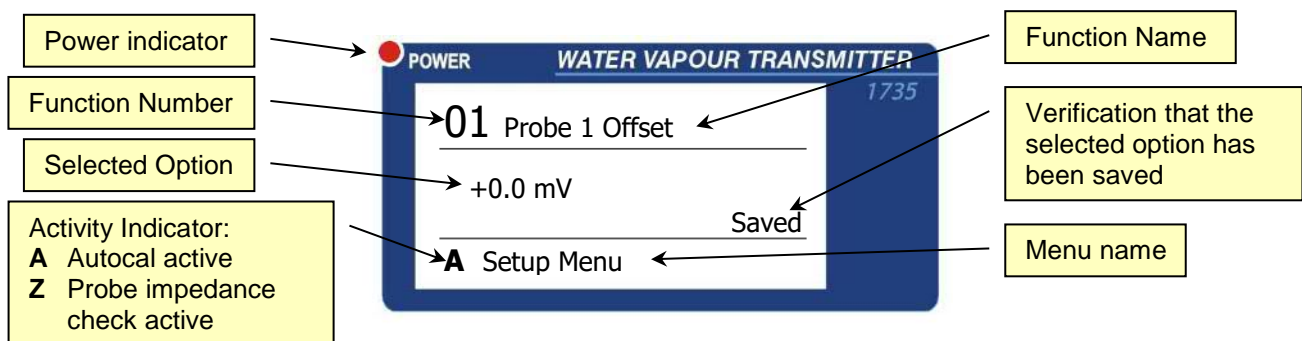 Power indicator
Function Number
Selected Option
Activity Indicator:
A Autocal active
Z Probe impedance
check active
POWER
WATER VAPOUR TRANSMITTER
1735
01 Probe 1 Offset
+0.0 mV
Saved
A Setup Menu
Function Name
Verification that the
selected option has
been saved
Menu name